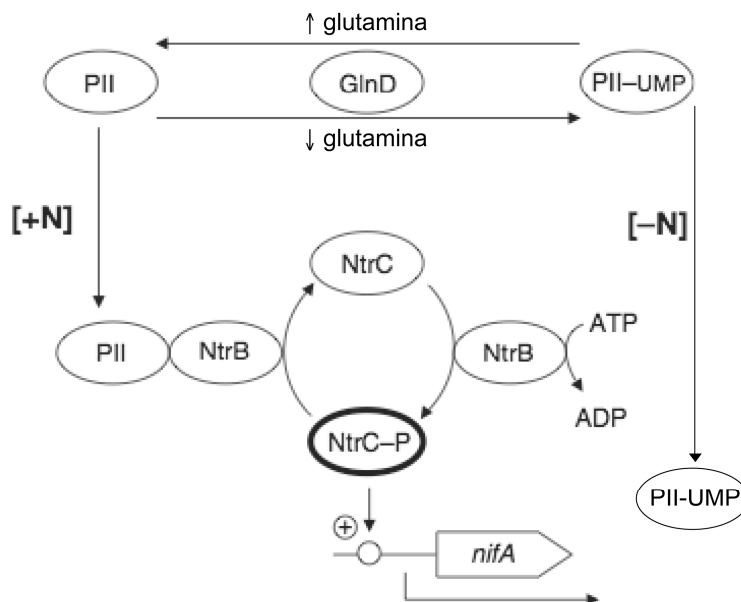 ↑ glutamina
PII
GlnD
PII–UMP
↓ glutamina
[+N]
[–N]
NtrC
PII
NtrB
NtrB
ATP
ADP
NtrC–P
PII-UMP
+
nifA